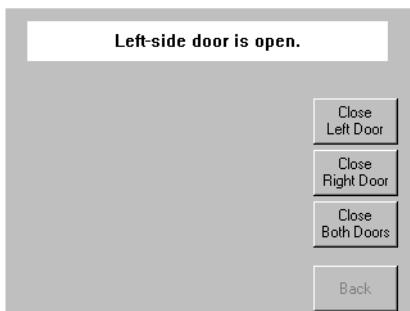 Left-side door is open.
Close
Left Door
Close
Right Door
Close
Both Doors
Back